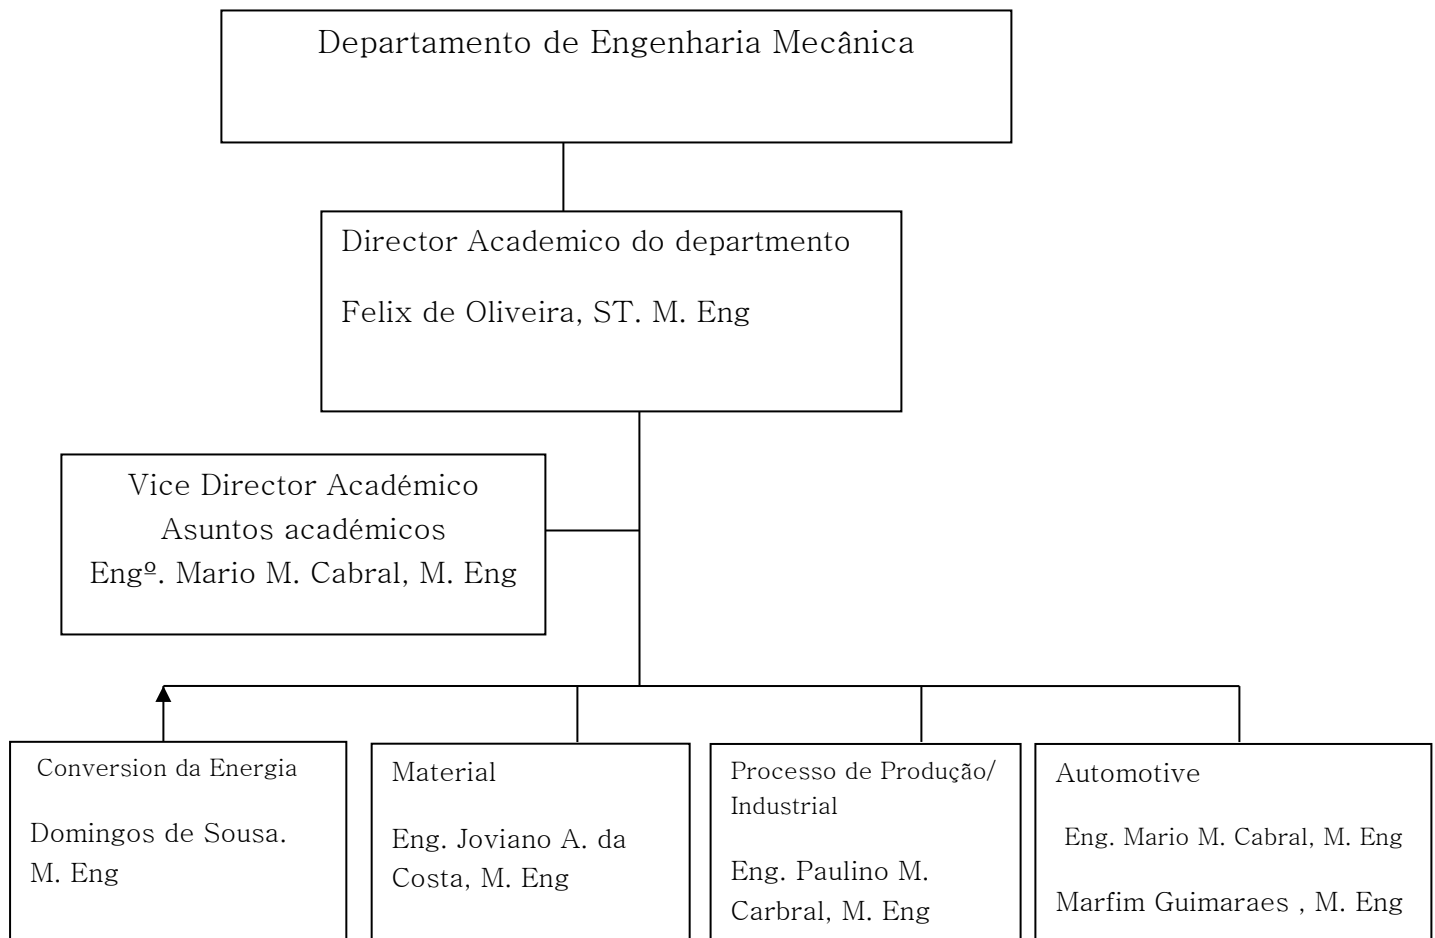 Departamento de Engenharia Mecânica
Director Academico do departmento
Felix de Oliveira, ST. M. Eng
Vice Director Académico
Asuntos académicos
Engº. Mario M. Cabral, M. Eng
Conversion da Energia
Domingos de Sousa.
M. Eng
Material
Eng. Joviano A. da
Costa, M. Eng
Processo de Produção/
Industrial
Eng. Paulino M.
Carbral, M. Eng
Automotive
Eng. Mario M. Cabral, M. Eng
Marfim Guimaraes , M. Eng